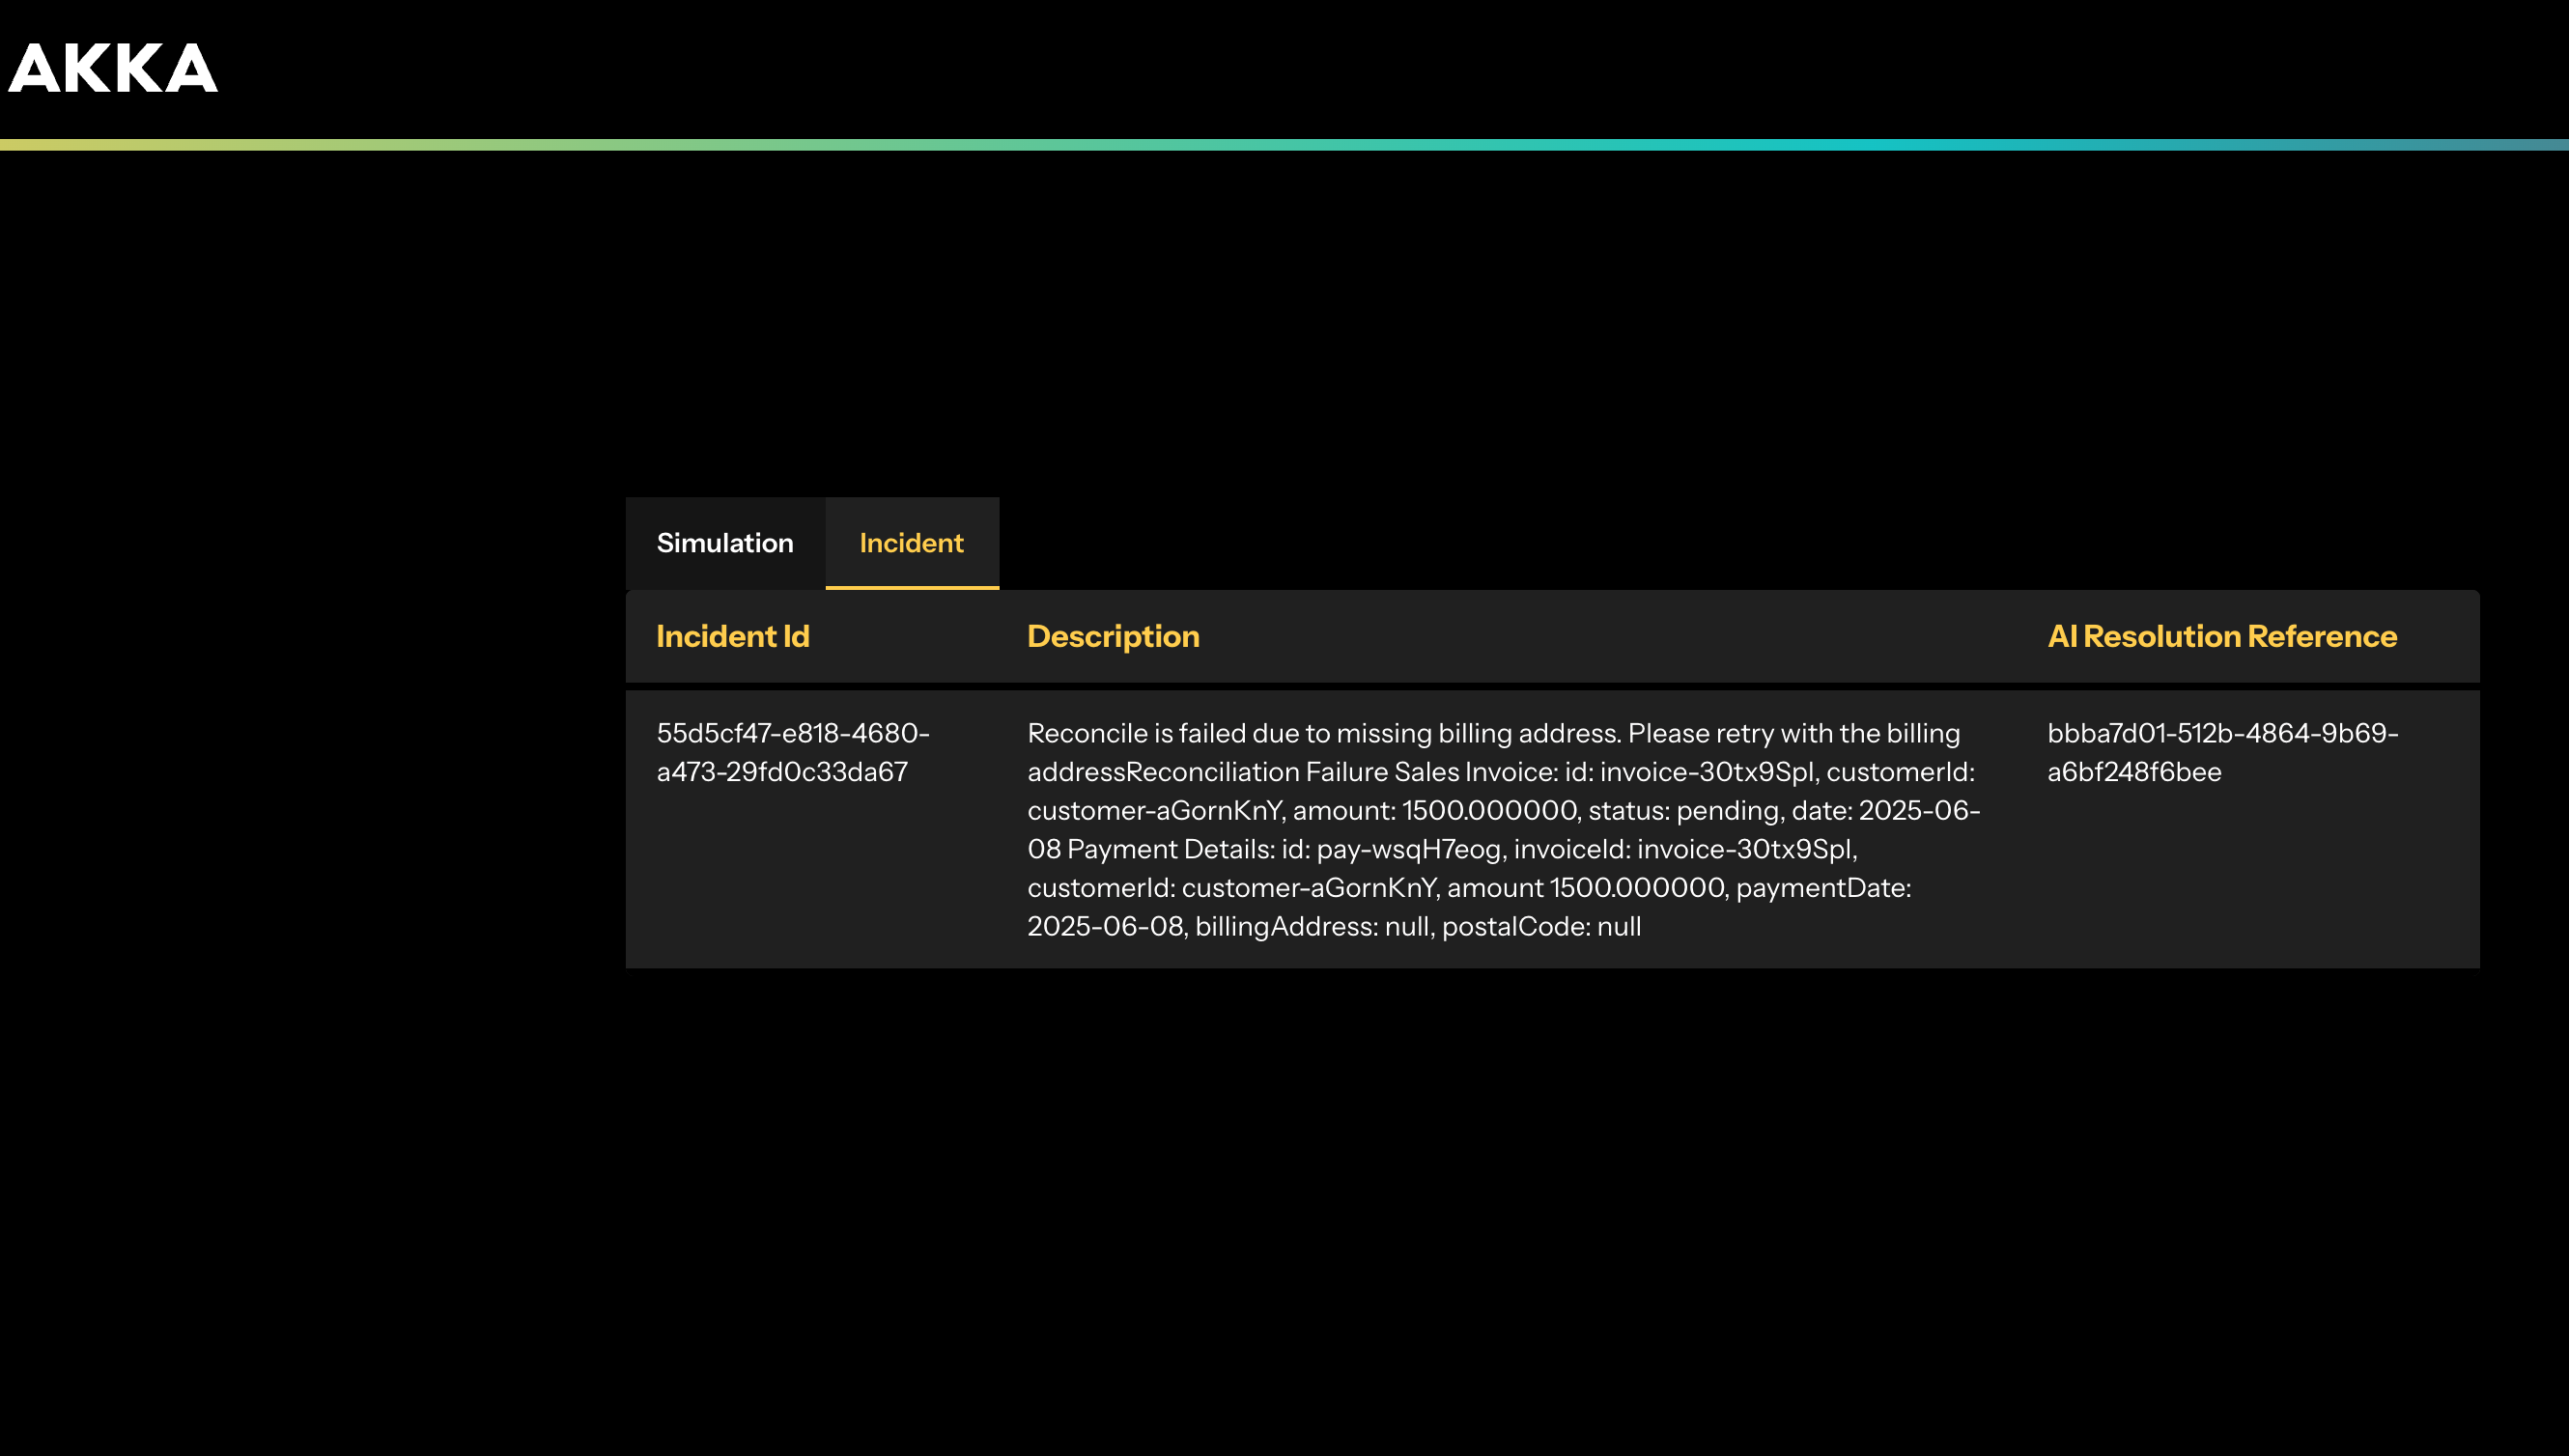 AKKA
Simulation
Incident
Incident Id
Description
AI Resolution Reference
55d5cf47-e818-4680-
a473-29fd0c33da67
Reconcile is failed due to missing billing address. Please retry with the billing
addressReconciliation Failure Sales Invoice: id: invoice-30tx9Spl, customerId:
customer-aGornKnY, amount: 1500.000000, status: pending, date: 2025-06-
08 Payment Details: id: pay-wsqH7eog, invoiceId: invoice-30tx9Spl,
customerId: customer-aGornKnY, amount 1500.000000, paymentDate:
2025-06-08, billingAddress: null, postalCode: null
bbba7d01-512b-4864-9b69-
a6bf248f6bee